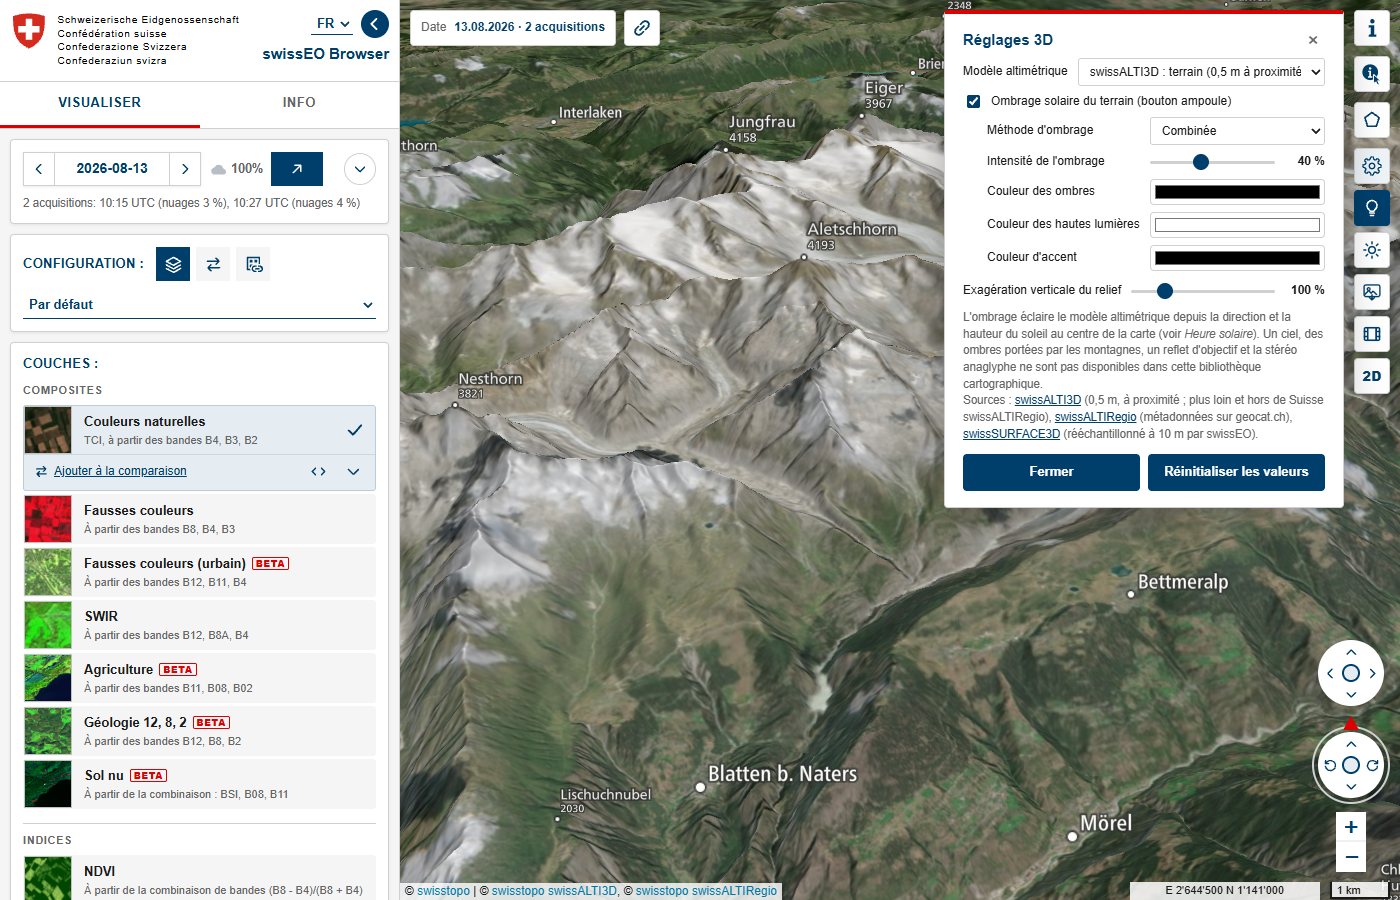 Schweizerische Eidgenossenschaft
Confédération suisse
Confederazione Svizzera
Confederaziun svizra
FR
swissEO Browser
VISUALISER
INFO
2026-08-13
100%
2 acquisitions: 10:15 UTC (nuages 3 %), 10:27 UTC (nuages 4 %)
CONFIGURATION :
Par défaut
COUCHES :
COMPOSITES
Couleurs naturelles
TCI, à partir des bandes B4, B3, B2
Ajouter à la comparaison
Fausses couleurs
À partir des bandes B8, B4, B3
Fausses couleurs (urbain) BETA
À partir des bandes B12, B11, B4
SWIR
À partir des bandes B12, B8A, B4
Agriculture BETA
À partir des bandes B11, B08, B02
Géologie 12, 8, 2 BETA
À partir des bandes B12, B8, B2
Sol nu BETA
À partir de la combinaison : BSI, B08, B11
INDICES
NDVI
À partir de la combinaison de bandes (B8 - B4)/(B8 + B4)
Date 13.08.2026 · 2 acquisitions
2348
Brier
Eiger
3967
Interlaken
Jungfrau
4158
thorn
Aletschhorn
4193
Nesthorn
3821
Bettmeralp
Blatten b. Naters
Lischuchnubel
2030
Mörel
Réglages 3D
×
Modèle altimétrique
swissALTI3D : terrain (0,5 m à proximité
Ombrage solaire du terrain (bouton ampoule)
Méthode d'ombrage
Combinée
Intensité de l'ombrage
40 %
Couleur des ombres
Couleur des hautes lumières
Couleur d'accent
Exagération verticale du relief
100 %
L'ombrage éclaire le modèle altimétrique depuis la direction et la
hauteur du soleil au centre de la carte (voir Heure solaire). Un ciel, des
ombres portées par les montagnes, un reflet d'objectif et la stéréo
anaglyphe ne sont pas disponibles dans cette bibliothèque
cartographique.
Sources : swissALTI3D (0,5 m, à proximité ; plus loin et hors de Suisse
swissALTIRegio), swissALTIRegio (métadonnées sur geocat.ch),
swissSURFACE3D (rééchantillonné à 10 m par swissEO).
Fermer
Réinitialiser les valeurs
2D
© swisstopo | © swisstopo swissALTI3D, © swisstopo swissALTIRegio
E 2'644'500 N 1'141'000
1 km